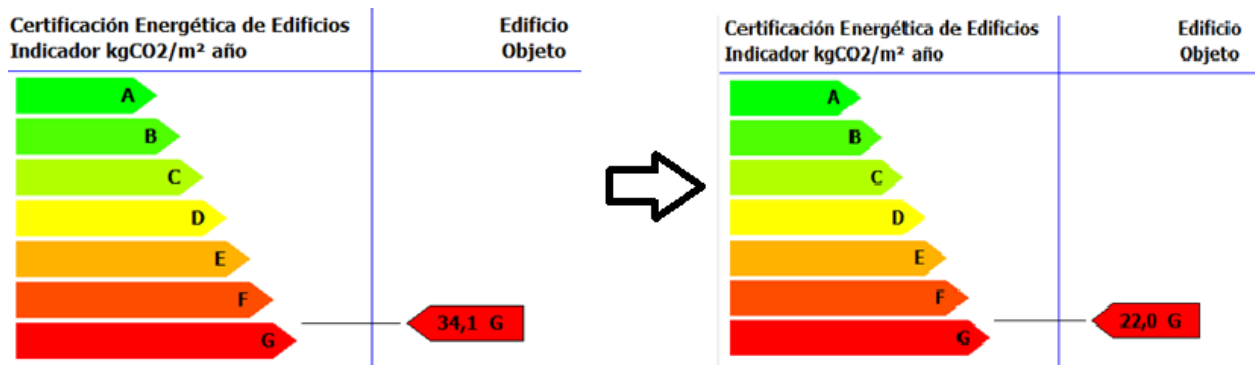 Certificación Energética de Edificios
Indicador kgCO2/m² año
Edificio
Objeto
A
B
C
D
E
F
G
34,1 G
Certificación Energética de Edificios
Indicador kgCO2/m² año
Edificio
Objeto
A
B
C
D
E
F
G
22,0 G